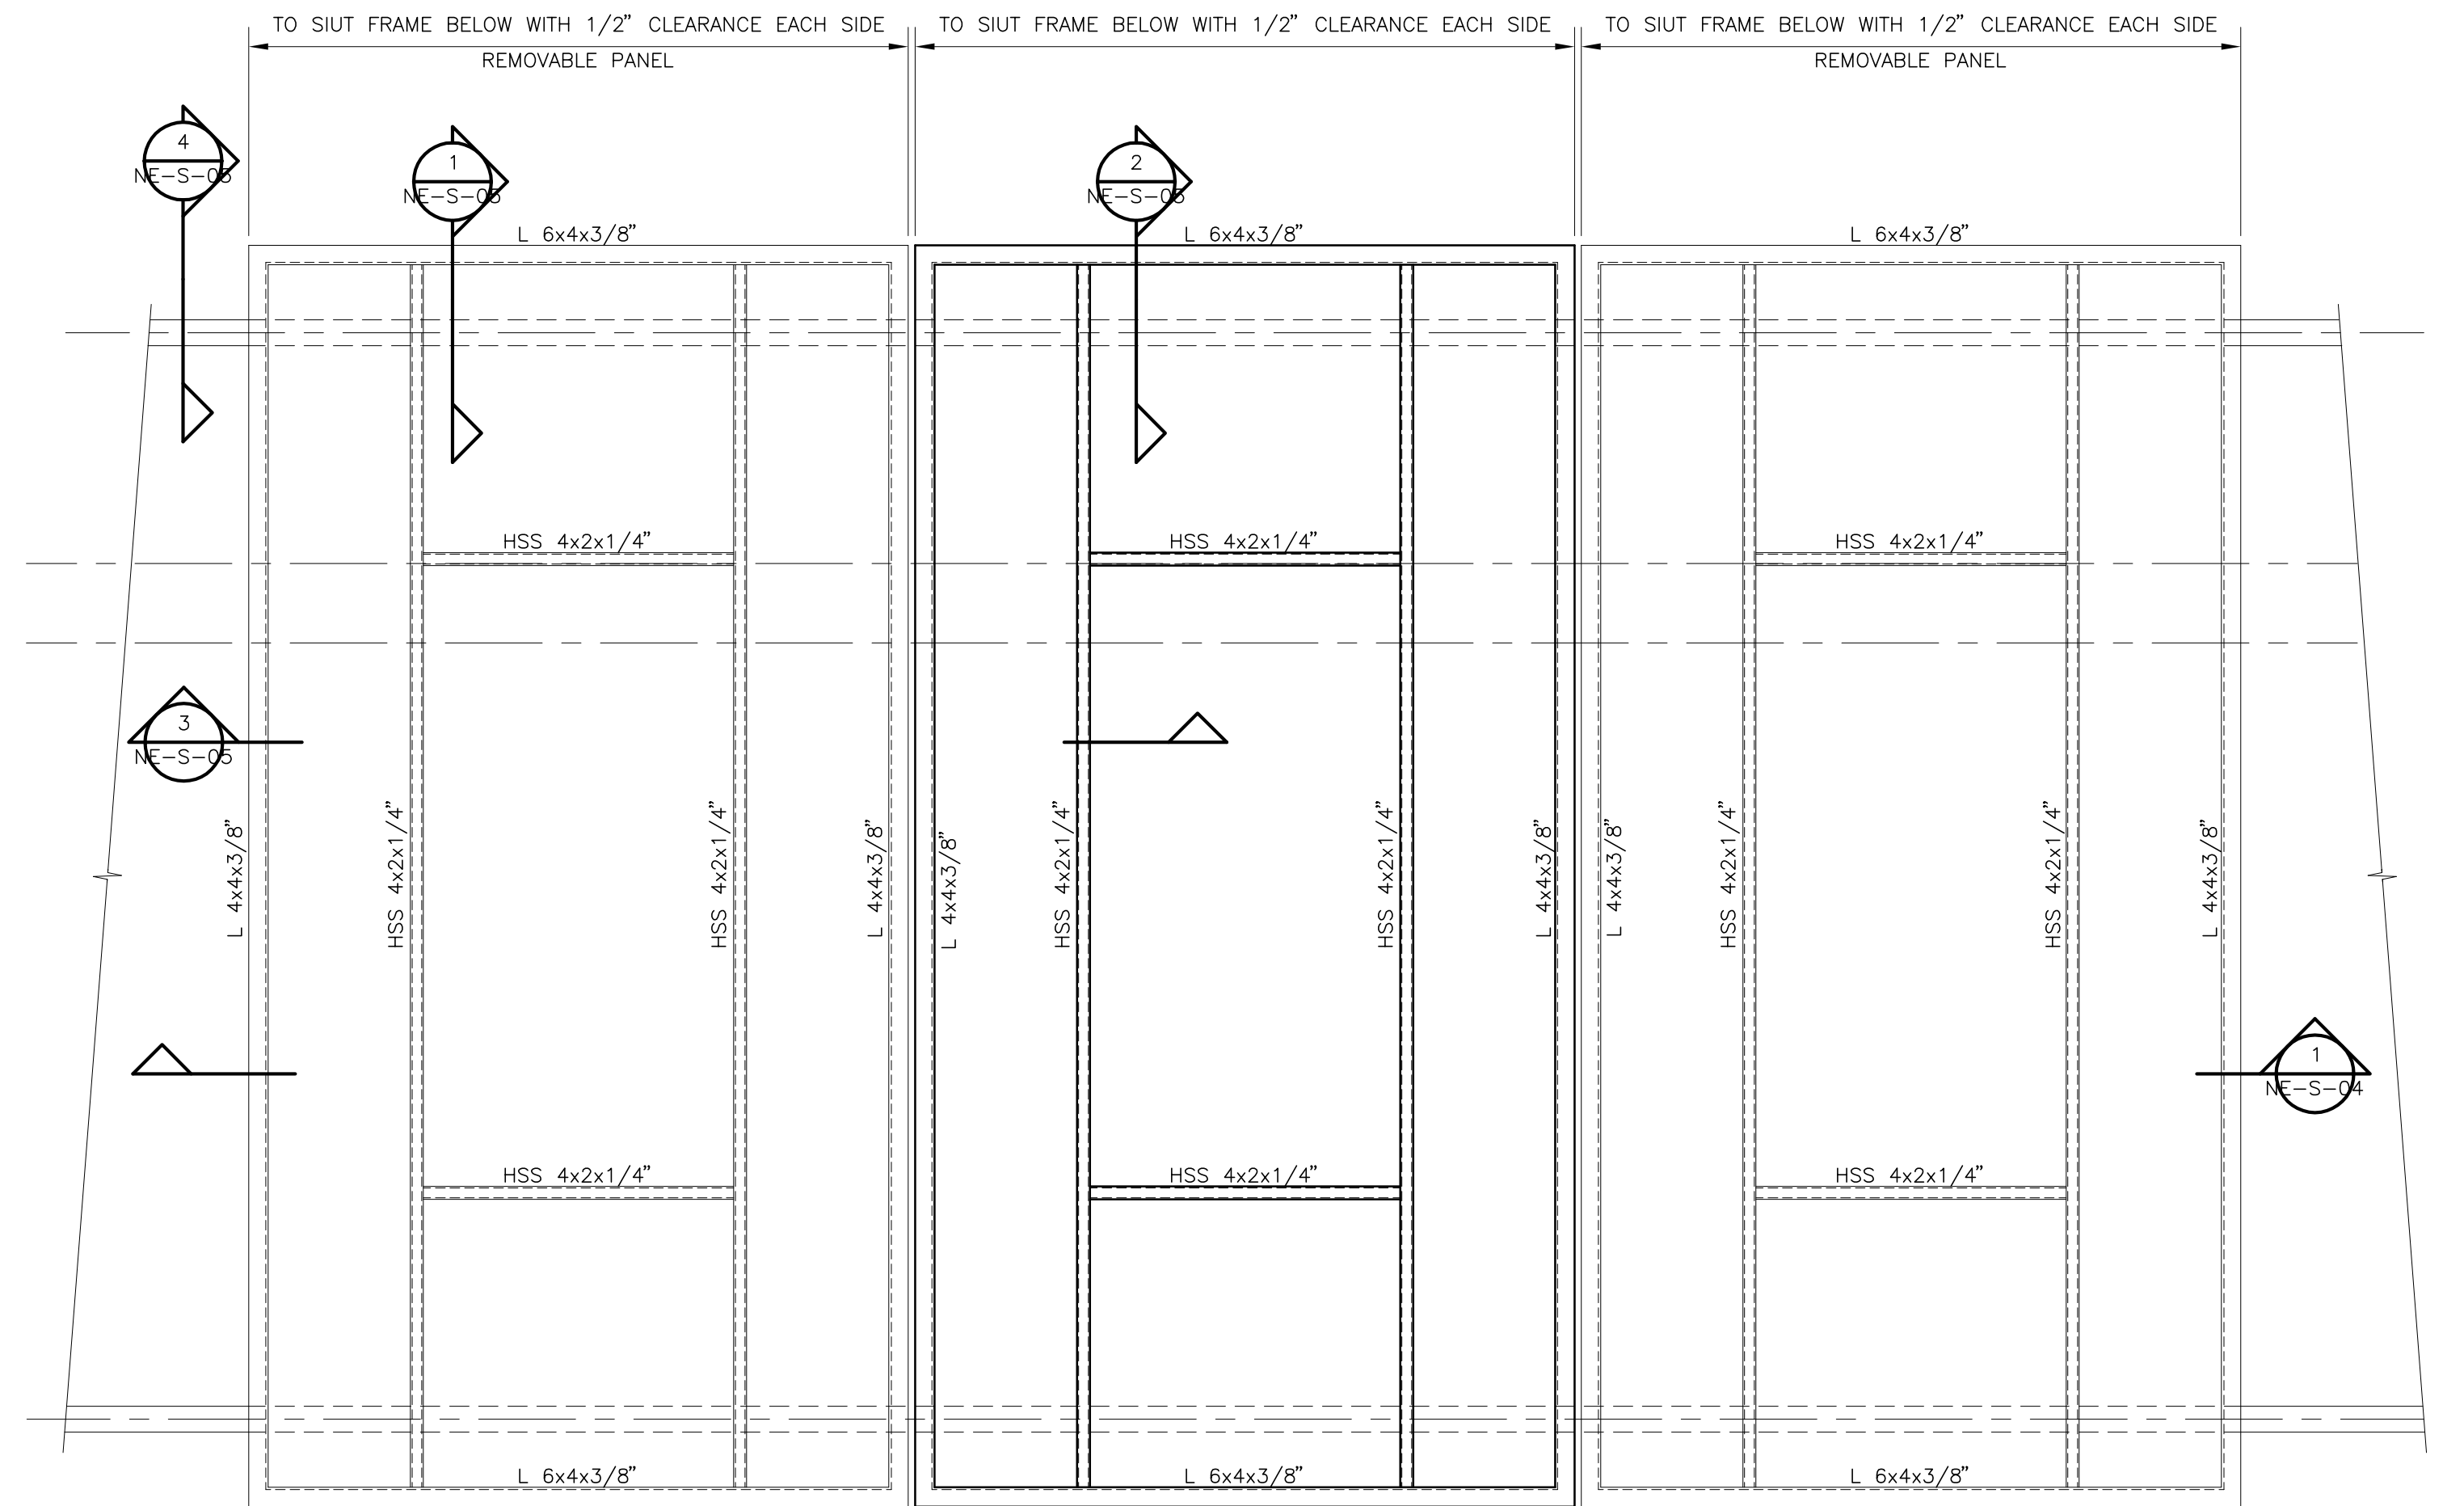 TO SIUT FRAME BELOW WITH 1/2" CLEARANCE EACH SIDE
TO SIUT FRAME BELOW WITH 1/2" CLEARANCE EACH SIDE
TO SIUT FRAME BELOW WITH 1/2" CLEARANCE EACH SIDE
REMOVABLE PANEL
REMOVABLE PANEL
4
NE-S-05
1
NE-S-05
2
NE-S-05
L 6x4x3/8"
L 6x4x3/8"
L 6x4x3/8"
HSS 4x2x1/4"
HSS 4x2x1/4"
HSS 4x2x1/4"
3
NE-S-05
L 4x4x3/8"
HSS 4x2x1/4"
HSS 4x2x1/4"
L 4x4x3/8"
L 4x4x3/8"
HSS 4x2x1/4"
HSS 4x2x1/4"
L 4x4x3/8"
L 4x4x3/8"
HSS 4x2x1/4"
HSS 4x2x1/4"
L 4x4x3/8"
1
NE-S-04
HSS 4x2x1/4"
HSS 4x2x1/4"
HSS 4x2x1/4"
L 6x4x3/8"
L 6x4x3/8"
L 6x4x3/8"